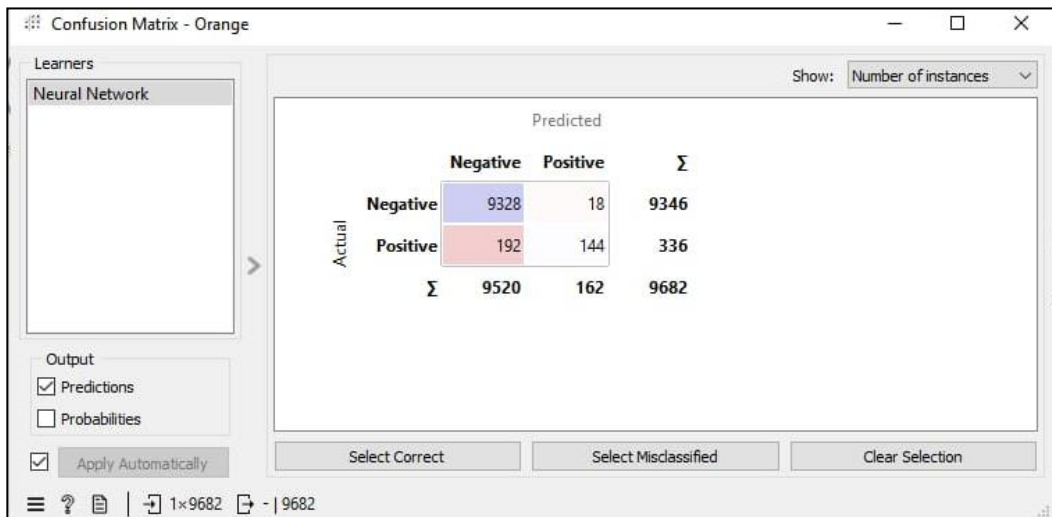 Confusion Matrix - Orange
Learners
Neural Network
Show: Number of instances
Predicted
Negative Positive Σ
Negative 9328 18 9346
Actual
Positive 192 144 336
Σ 9520 162 9682
Output
Predictions
Probabilities
Apply Automatically
Select Correct Select Misclassified Clear Selection
1×9682 - | 9682